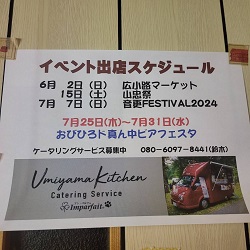 イベント出店スケジュール
6月 2日（日） 広小路マーケット
15日（土） 山忠祭
7月 7日（日） 音更FESTIVAL2024
7月25日(木)～7月31日(水)
おびひろド真ん中ビアフェスタ
ケータリングサービス募集中 080-6097-8441(鈴木)
Umiyama Kitchen
Catering Service
Imparfait.